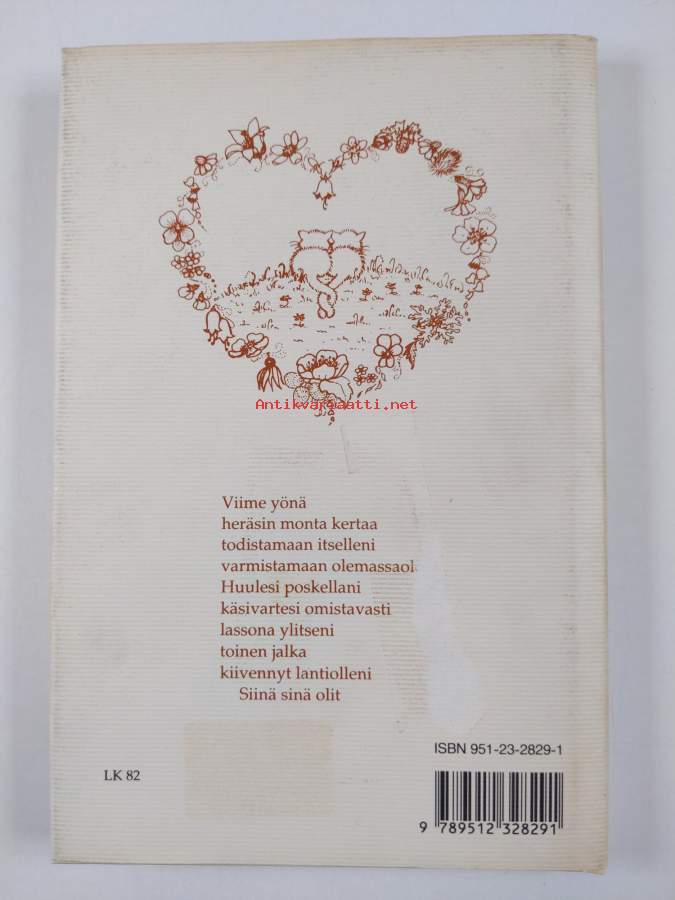 Antikvariaatti.net
Viime yönä
heräsin monta kertaa
todistamaan itselleni
varmistamaan olemassaol
Huulesi poskellani
käsivartesi omistavasti
lassona ylitseni
toinen jalka
kiivennyt lantiolleni
Siinä sinä olit
ISBN 951-23-2829-1
LK 82
9 789512 328291